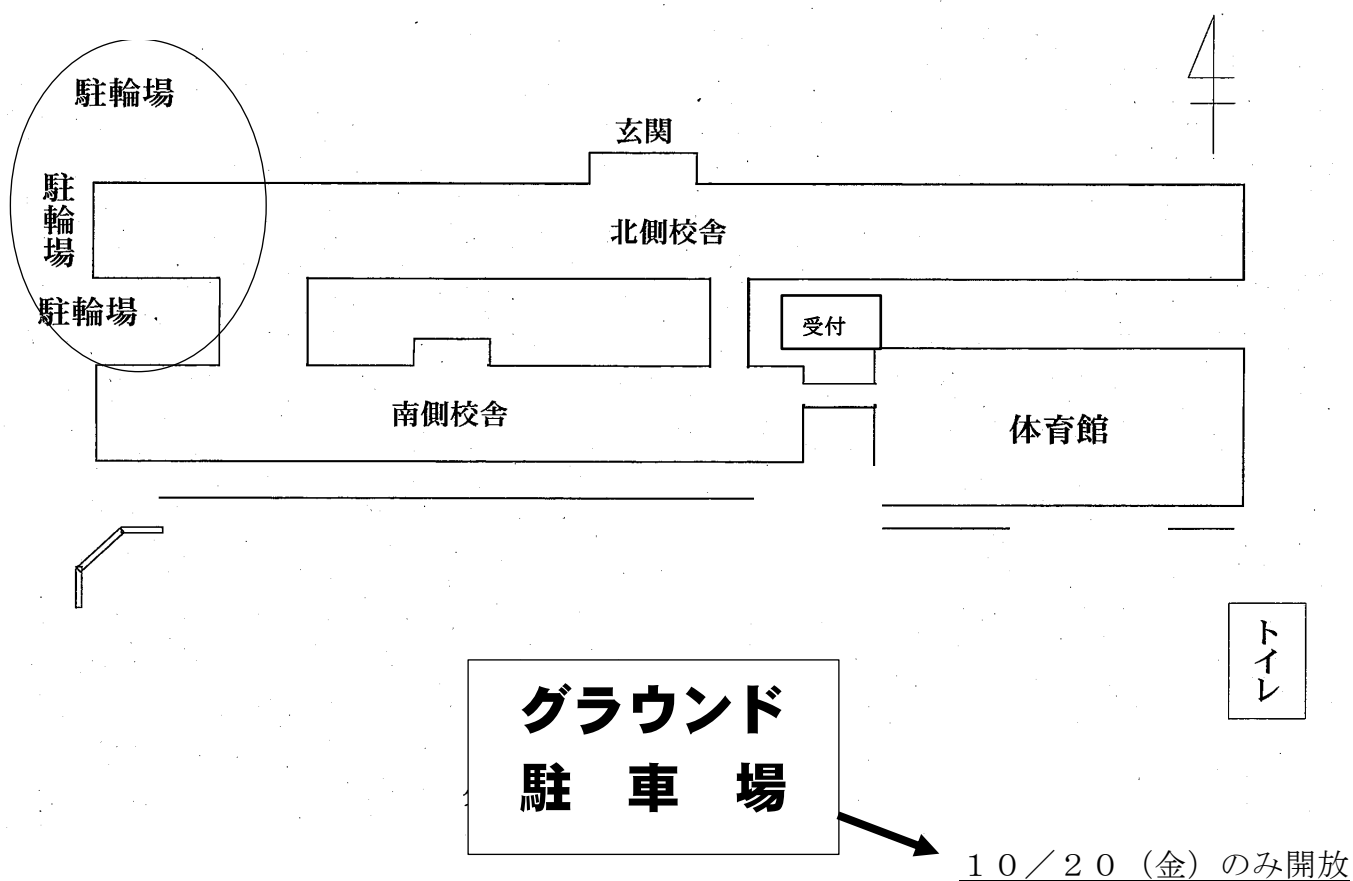 駐輪場
玄関
駐輪場
北側校舎
駐輪場
受付
南側校舎
体育館
トイレ
グラウンド
駐 車 場
１０／２０（金）のみ開放